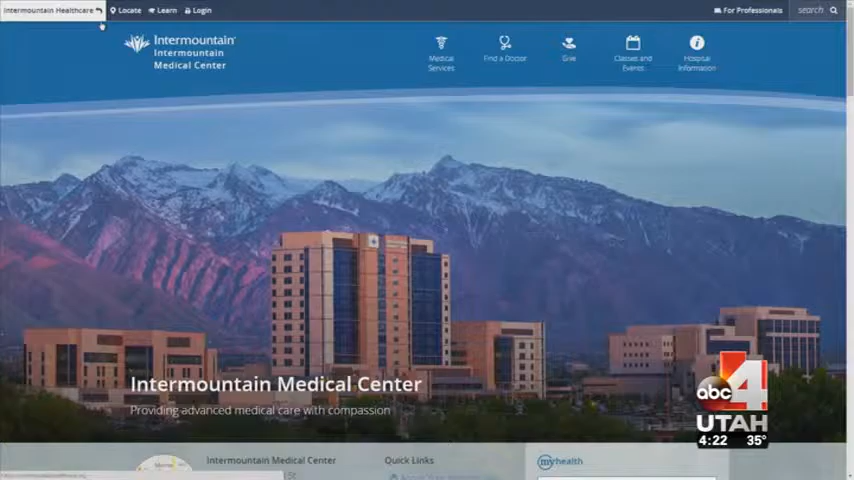 Intermountain Healthcare
Locate
Learn
Login
For Professionals
search
Intermountain
Intermountain
Medical Center
Medical
Services
Find a Doctor
Give
Classes and
Events
Hospital
Information
Intermountain Medical Center
Providing advanced medical care with compassion
abc 4
UTAH
4:22 35°
Intermountain Medical Center
Quick Links
myhealth